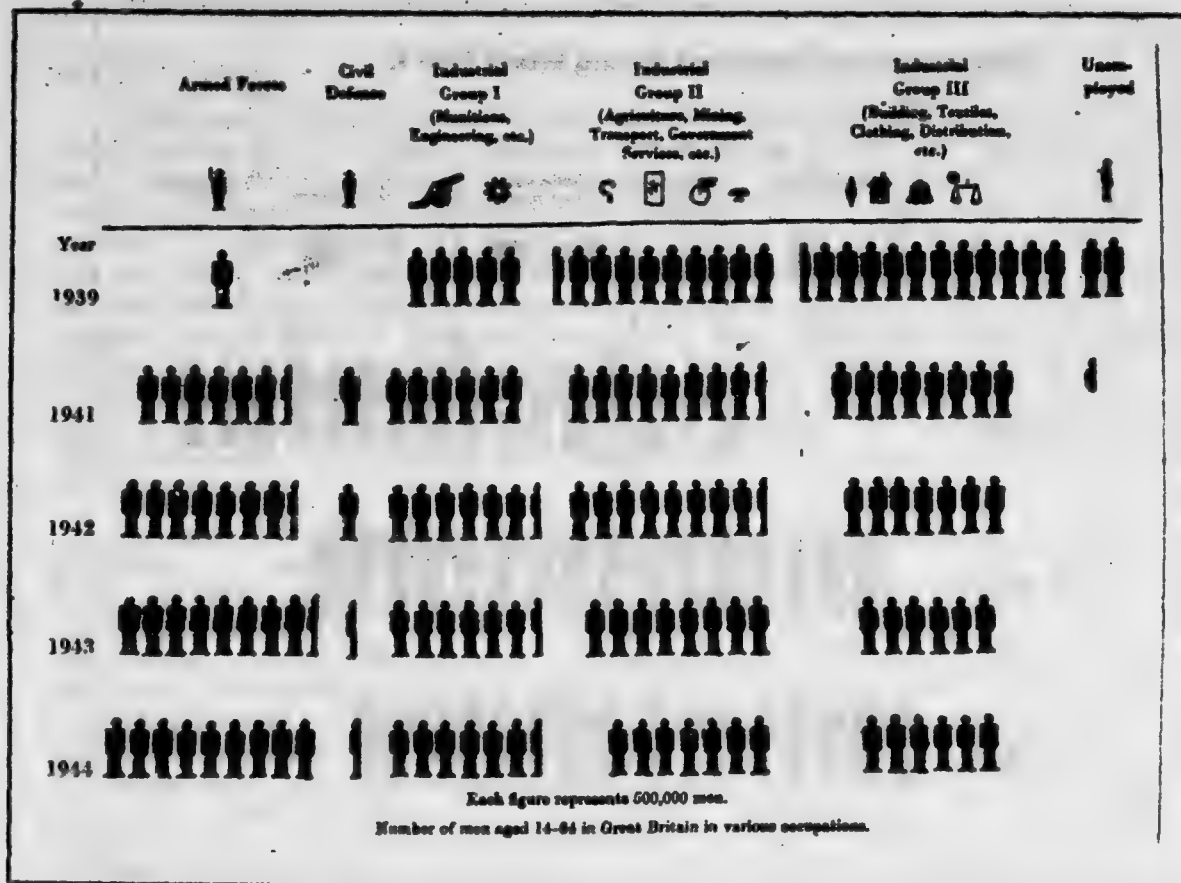 Armed Forces
Civil
Defence
Industrial
Group I
(Munitions,
Engineering, etc.)
Industrial
Group II
(Agriculture, Mining,
Transport, Government
Services, etc.)
Industrial
Group III
(Building, Textiles,
Clothing, Distribution,
etc.)
Unem-
ployed
Year
1939
1941
1942
1943
1944
Each figure represents 500,000 men.
Number of men aged 14–64 in Great Britain in various occupations.